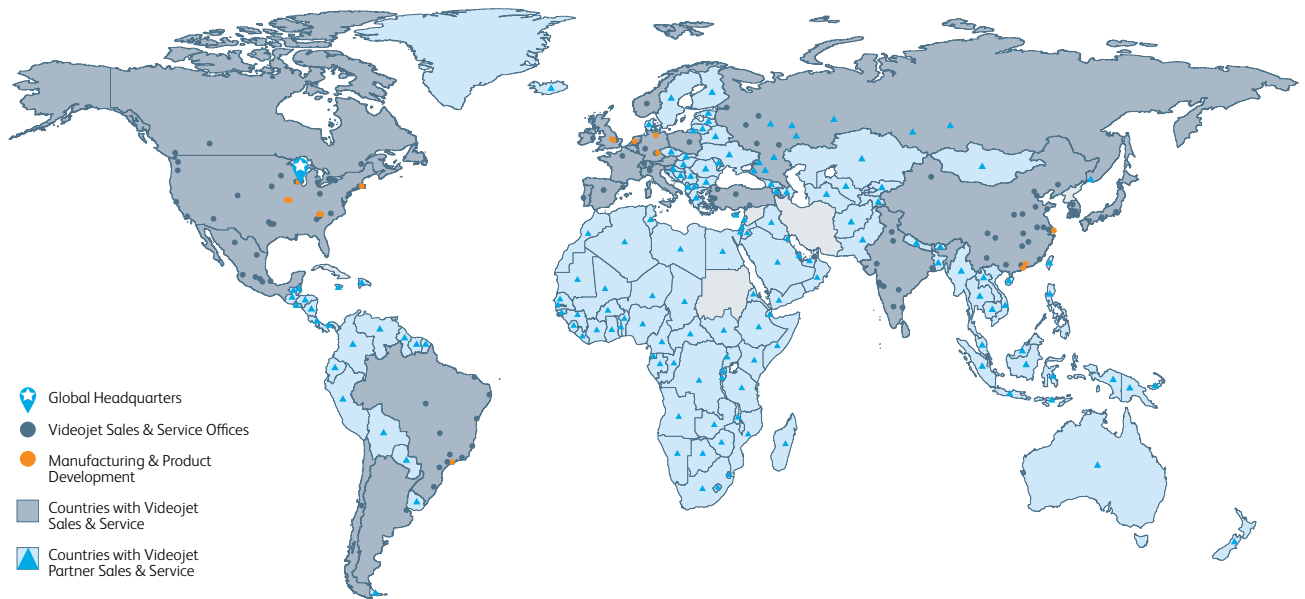 Global Headquarters
Videojet Sales & Service Offices
Manufacturing & Product
Development
Countries with Videojet
Sales & Service
Countries with Videojet
Partner Sales & Service